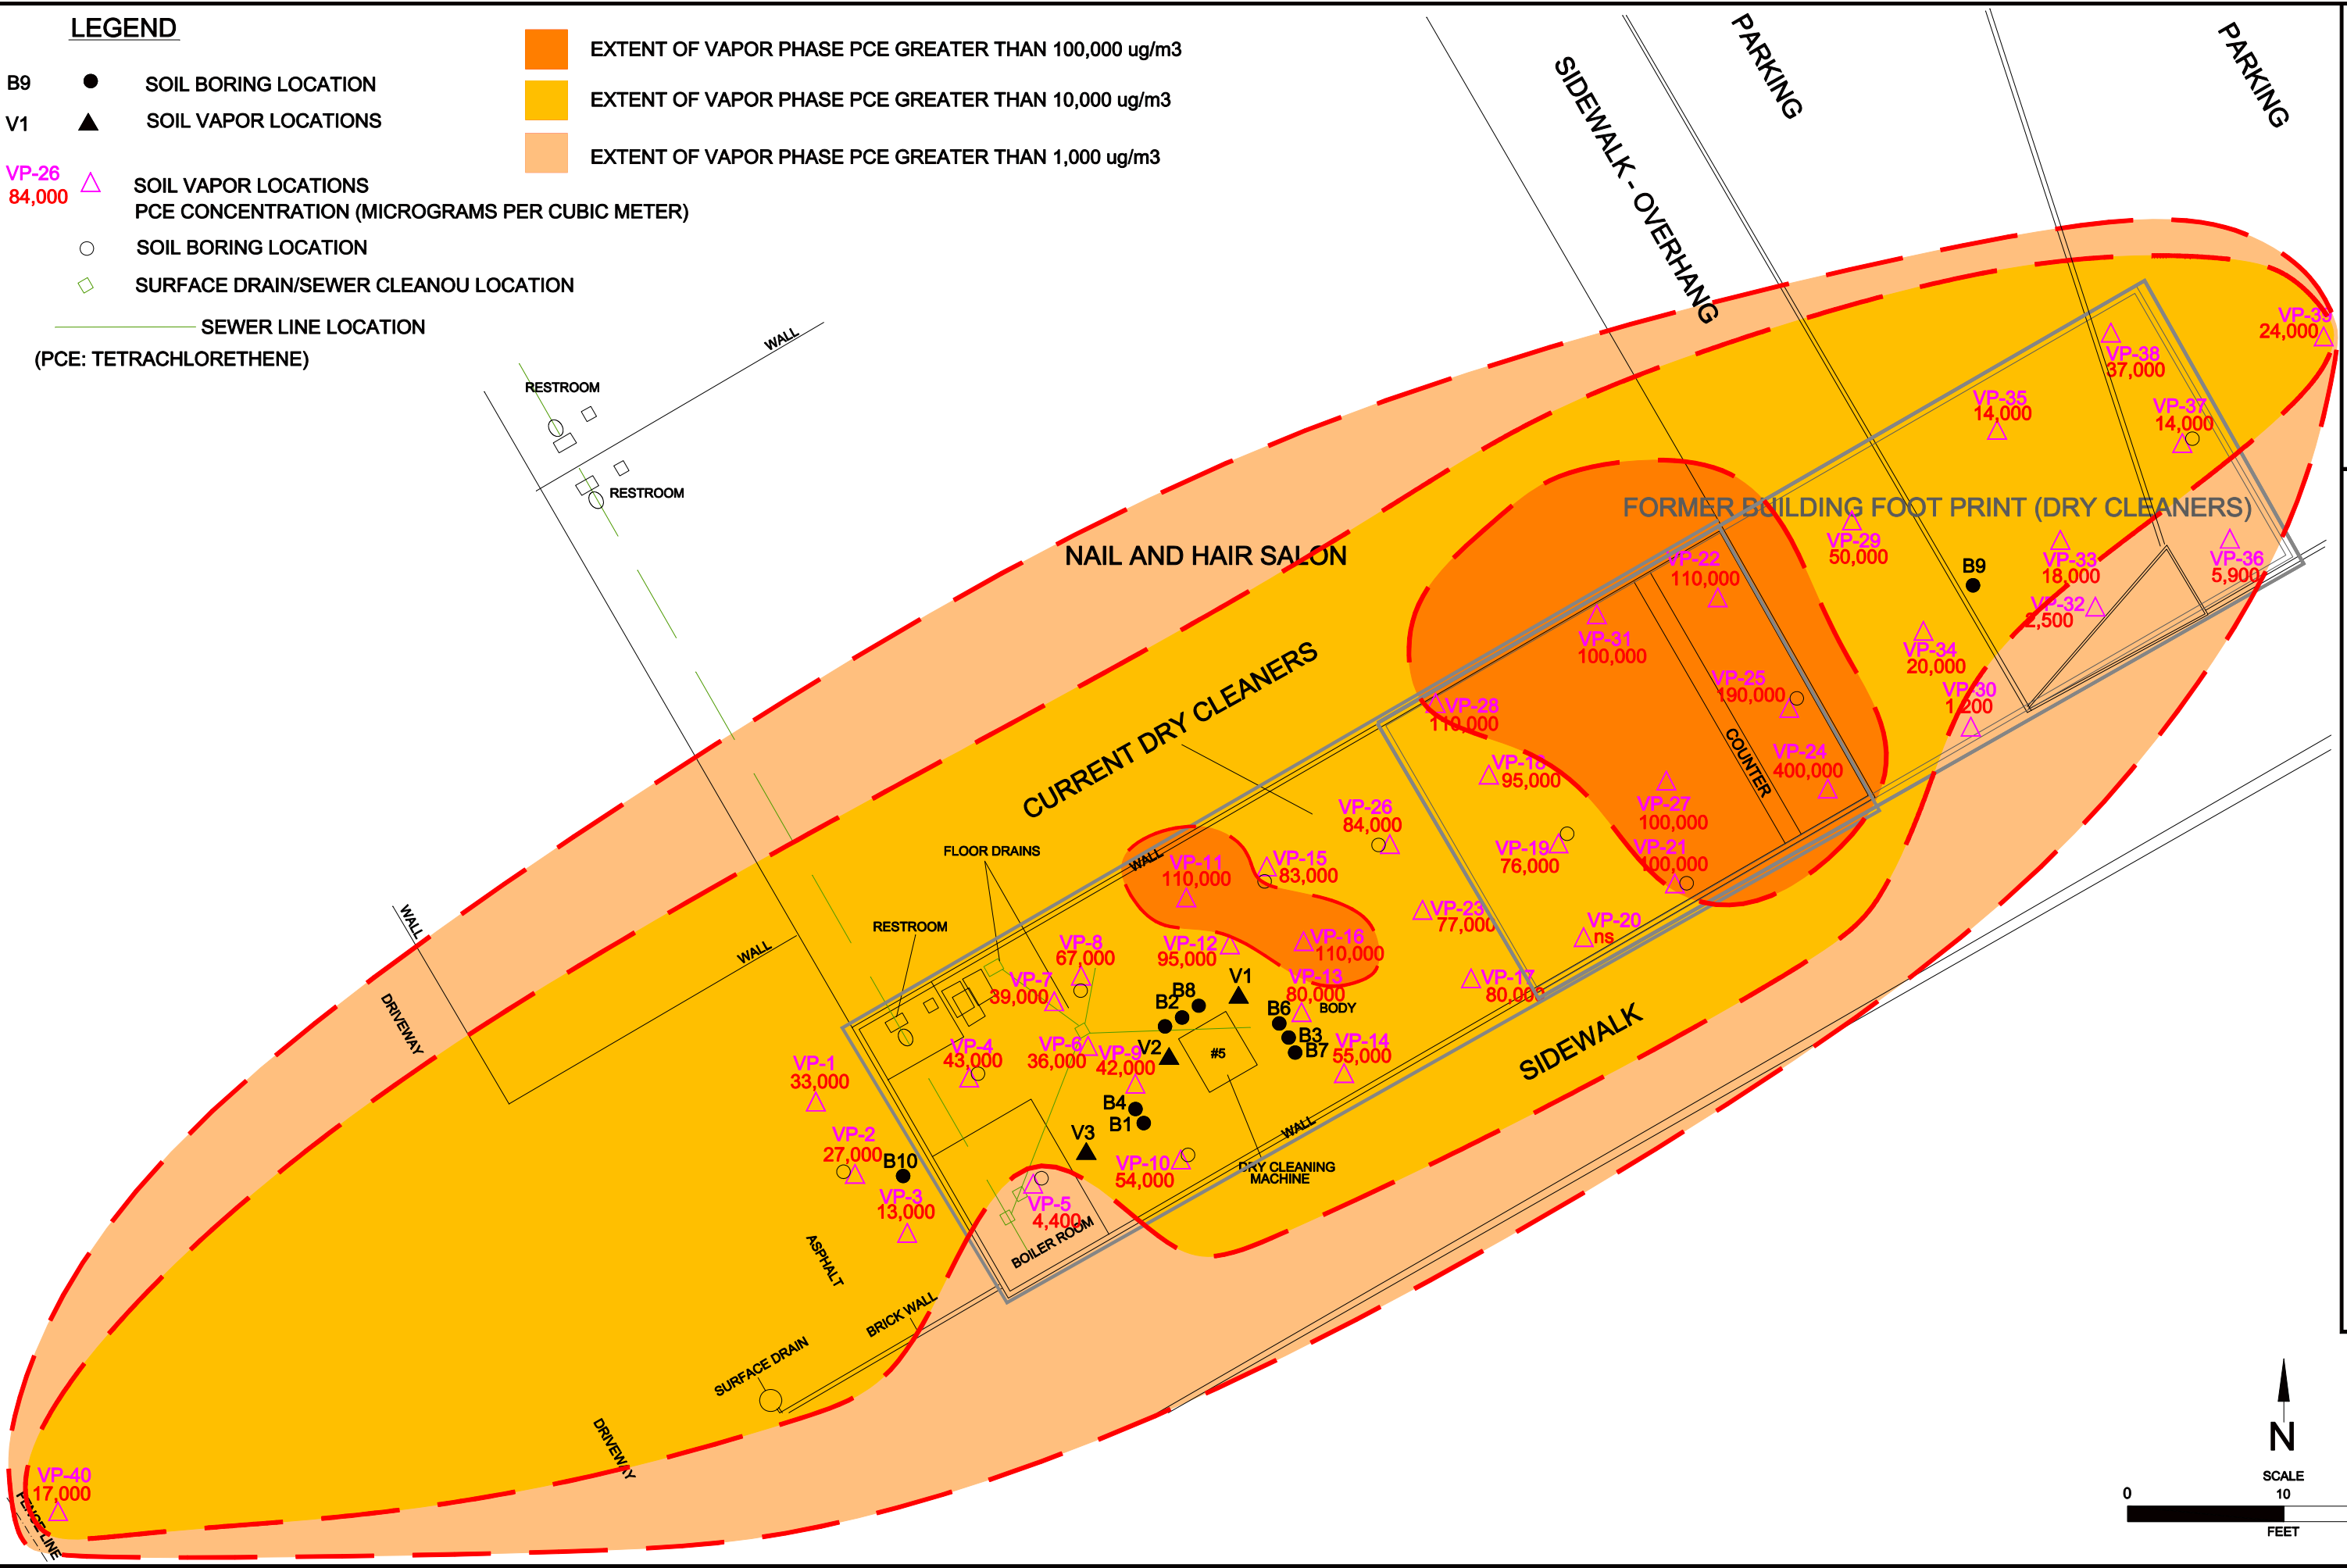 LEGEND
B9 SOIL BORING LOCATION
V1 SOIL VAPOR LOCATIONS
VP-26
84,000
SOIL VAPOR LOCATIONS
PCE CONCENTRATION (MICROGRAMS PER CUBIC METER)
SOIL BORING LOCATION
SURFACE DRAIN/SEWER CLEANOU LOCATION
SEWER LINE LOCATION
(PCE: TETRACHLORETHENE)
EXTENT OF VAPOR PHASE PCE GREATER THAN 100,000 ug/m3
EXTENT OF VAPOR PHASE PCE GREATER THAN 10,000 ug/m3
EXTENT OF VAPOR PHASE PCE GREATER THAN 1,000 ug/m3
SIDEWALK - OVERHANG
PARKING
PARKING
WALL
RESTROOM
RESTROOM
NAIL AND HAIR SALON
FORMER BUILDING FOOT PRINT (DRY CLEANERS)
VP-39
24,000
VP-38
37,000
VP-35
14,000
VP-37
14,000
VP-29
50,000
VP-33
18,000
VP-36
5,900
B9
VP-32
2,500
VP-34
20,000
VP-30
1,200
VP-22
110,000
VP-31
100,000
VP-25
190,000
VP-28
110,000
COUNTER
VP-24
400,000
VP-18
95,000
VP-27
100,000
CURRENT DRY CLEANERS
VP-26
84,000
VP-19
76,000
VP-21
100,000
FLOOR DRAINS
WALL
VP-11
110,000
VP-15
83,000
VP-23
77,000
VP-20
ns
WALL
WALL
RESTROOM
VP-8
67,000
VP-12
95,000
VP-16
110,000
VP-7
39,000
VP-13
80,000
VP-17
80,000
V1
B8
B2
BODY
B6
B3
B7
DRIVEWAY
VP-4
43,000
VP-6
36,000
VP-9
42,000
V2
#5
VP-14
55,000
SIDEWALK
VP-1
33,000
B4
B1
VP-2
27,000
B10
V3
WALL
VP-10
54,000
DRY CLEANING
MACHINE
VP-3
13,000
VP-5
4,400
BOILER ROOM
ASPHALT
BRICK WALL
SURFACE DRAIN
DRIVEWAY
VP-40
17,000
FENCE LINE
N
SCALE
0 10
FEET